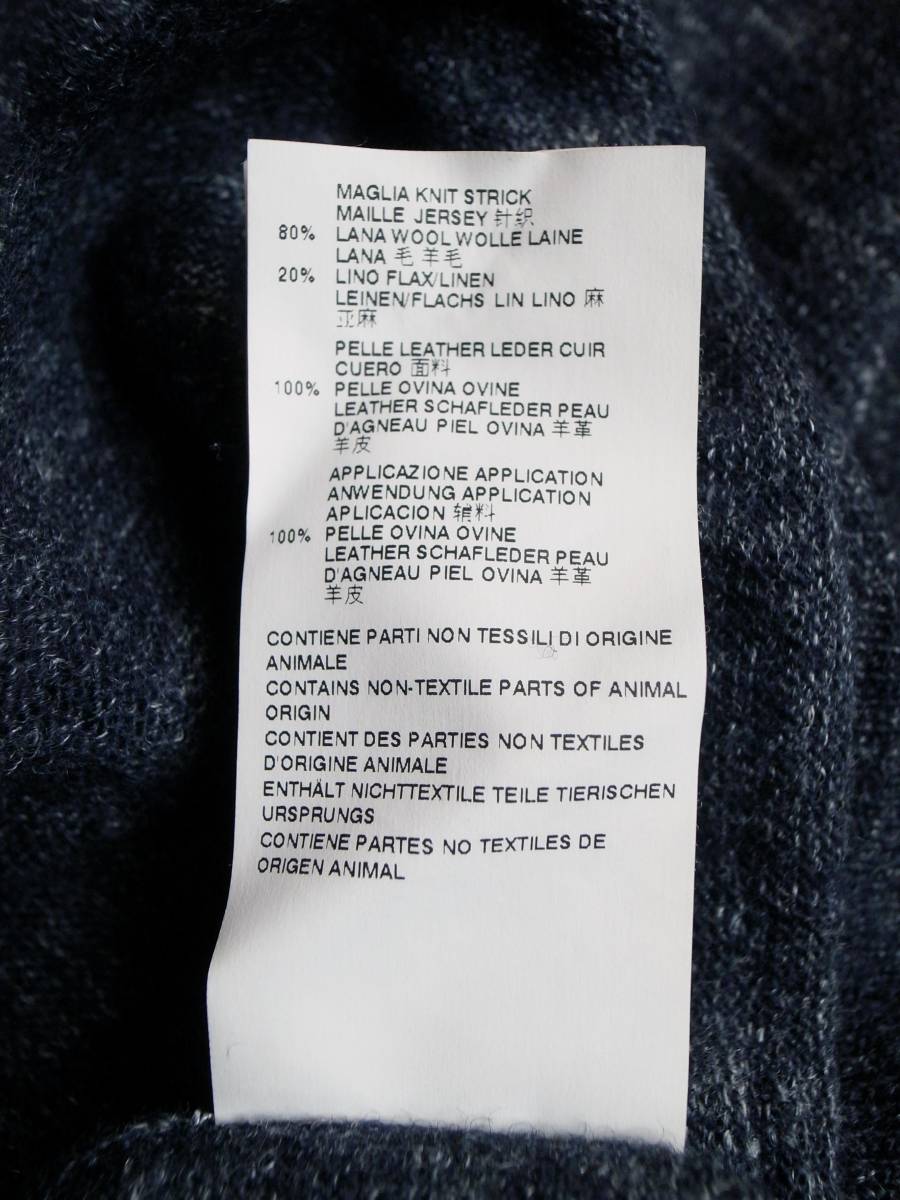 MAGLIA KNIT STRICK
MAILLE JERSEY 针织
80% LANA WOOL WOLLE LAINE
LANA 毛 羊毛
20% LINO FLAX/LINEN
LEINEN/FLACHS LIN LINO 麻
亚麻
PELLE LEATHER LEDER CUIR
CUERO 面料
100% PELLE OVINA OVINE
LEATHER SCHAFLEDER PEAU
D'AGNEAU PIEL OVINA 羊革
羊皮
APPLICAZIONE APPLICATION
ANWENDUNG APPLICATION
APLICACION 辅料
100% PELLE OVINA OVINE
LEATHER SCHAFLEDER PEAU
D'AGNEAU PIEL OVINA 羊革
羊皮
CONTIENE PARTI NON TESSILI DI ORIGINE
ANIMALE
CONTAINS NON-TEXTILE PARTS OF ANIMAL
ORIGIN
CONTIENT DES PARTIES NON TEXTILES
D'ORIGINE ANIMALE
ENTHÄLT NICHTTEXTILE TEILE TIERISCHEN
URSPRUNGS
CONTIENE PARTES NO TEXTILES DE
ORIGEN ANIMAL